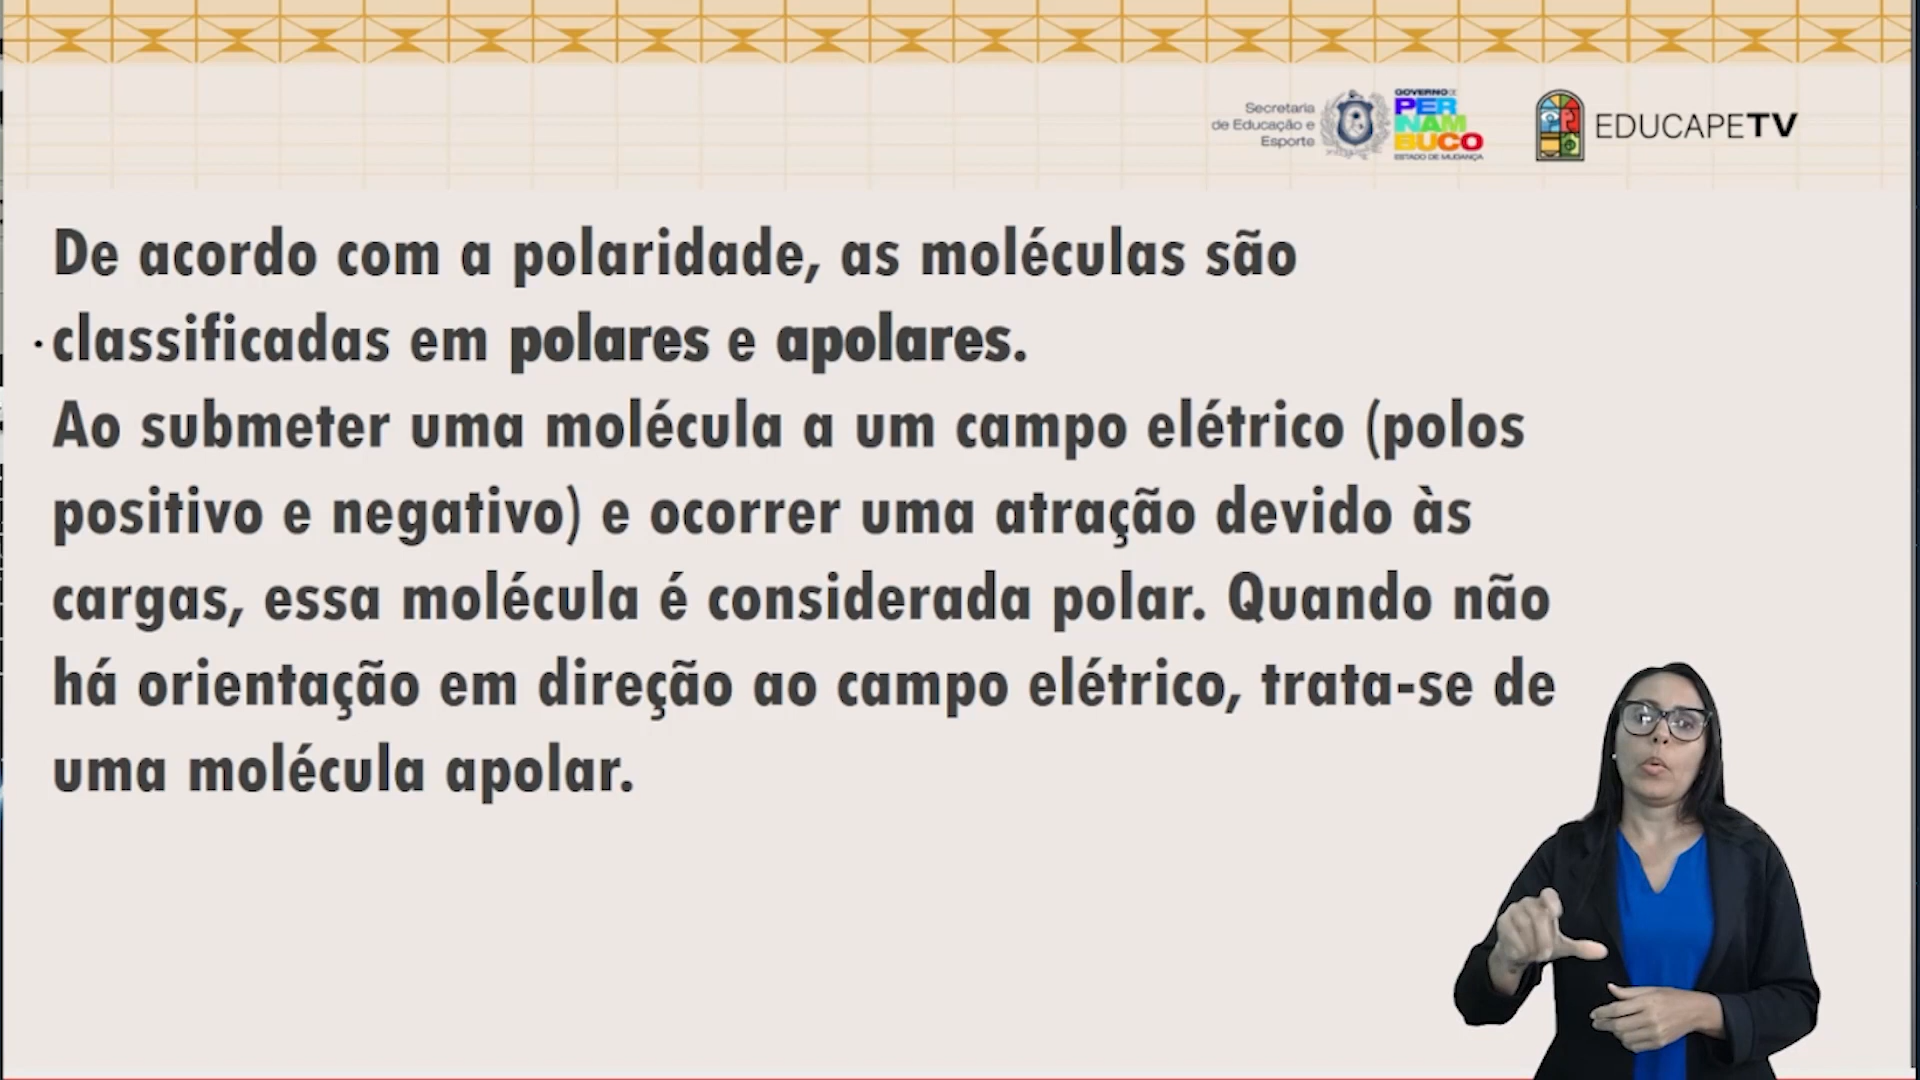 Secretaria
de Educação e
Esporte
GOVERNO DE
PER
NAM
BUCO
ESTADO DE MUDANÇA
EDUCAPETV
De acordo com a polaridade, as moléculas são
·classificadas em polares e apolares.
Ao submeter uma molécula a um campo elétrico (polos
positivo e negativo) e ocorrer uma atração devido às
cargas, essa molécula é considerada polar. Quando não
há orientação em direção ao campo elétrico, trata-se de
uma molécula apolar.